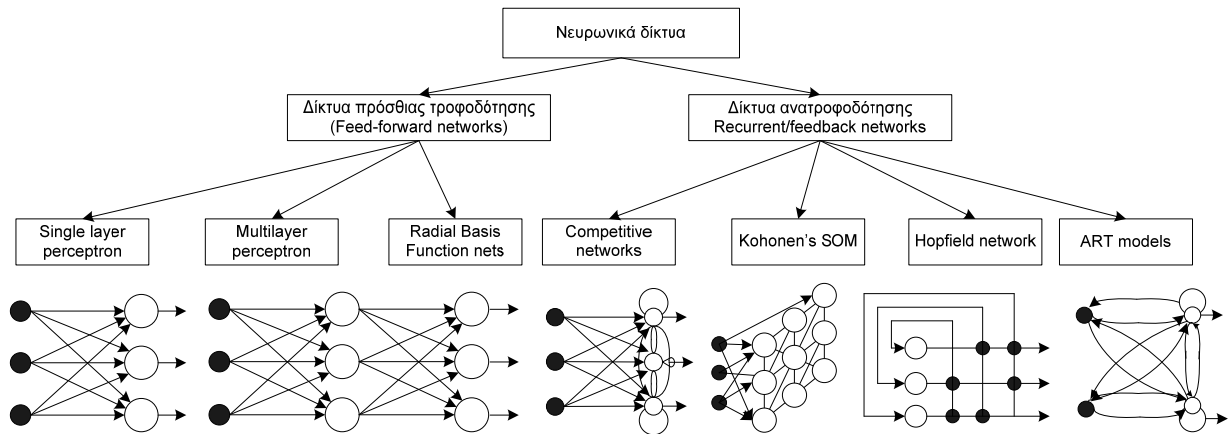 Νευρωνικά δίκτυα
Δίκτυα πρόσθιας τροφοδότησης
(Feed-forward networks)
Δίκτυα ανατροφοδότησης
Recurrent/feedback networks
Single layer
perceptron
Multilayer
perceptron
Radial Basis
Function nets
Competitive
networks
Kohonen's SOM
Hopfield network
ART models